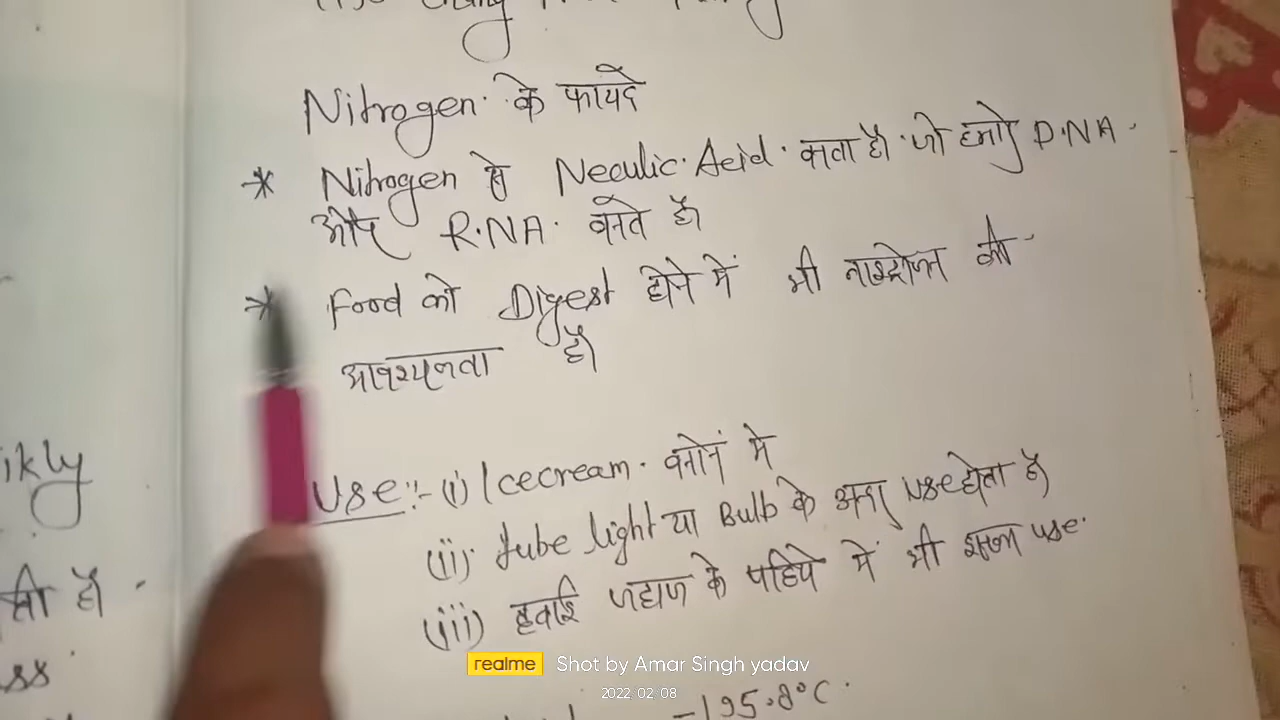 Nitrogen के फायदे
* Nitrogen से Neculic Acid बनता है जो हमारे D.N.A
और R.N.A. बनते है।
* Food को Digest होने में भी नाइट्रोजन की
आवश्यकता है।
ikly
Use:- (i) Icecream बनाने में
(ii) tube light या Bulb के अन्दर use होता है।
ती है।
(iii) हवाई जहाज के पहिये में भी इसका use
ss
realme Shot by Amar Singh yadav
2022/02/08
-195.8°C